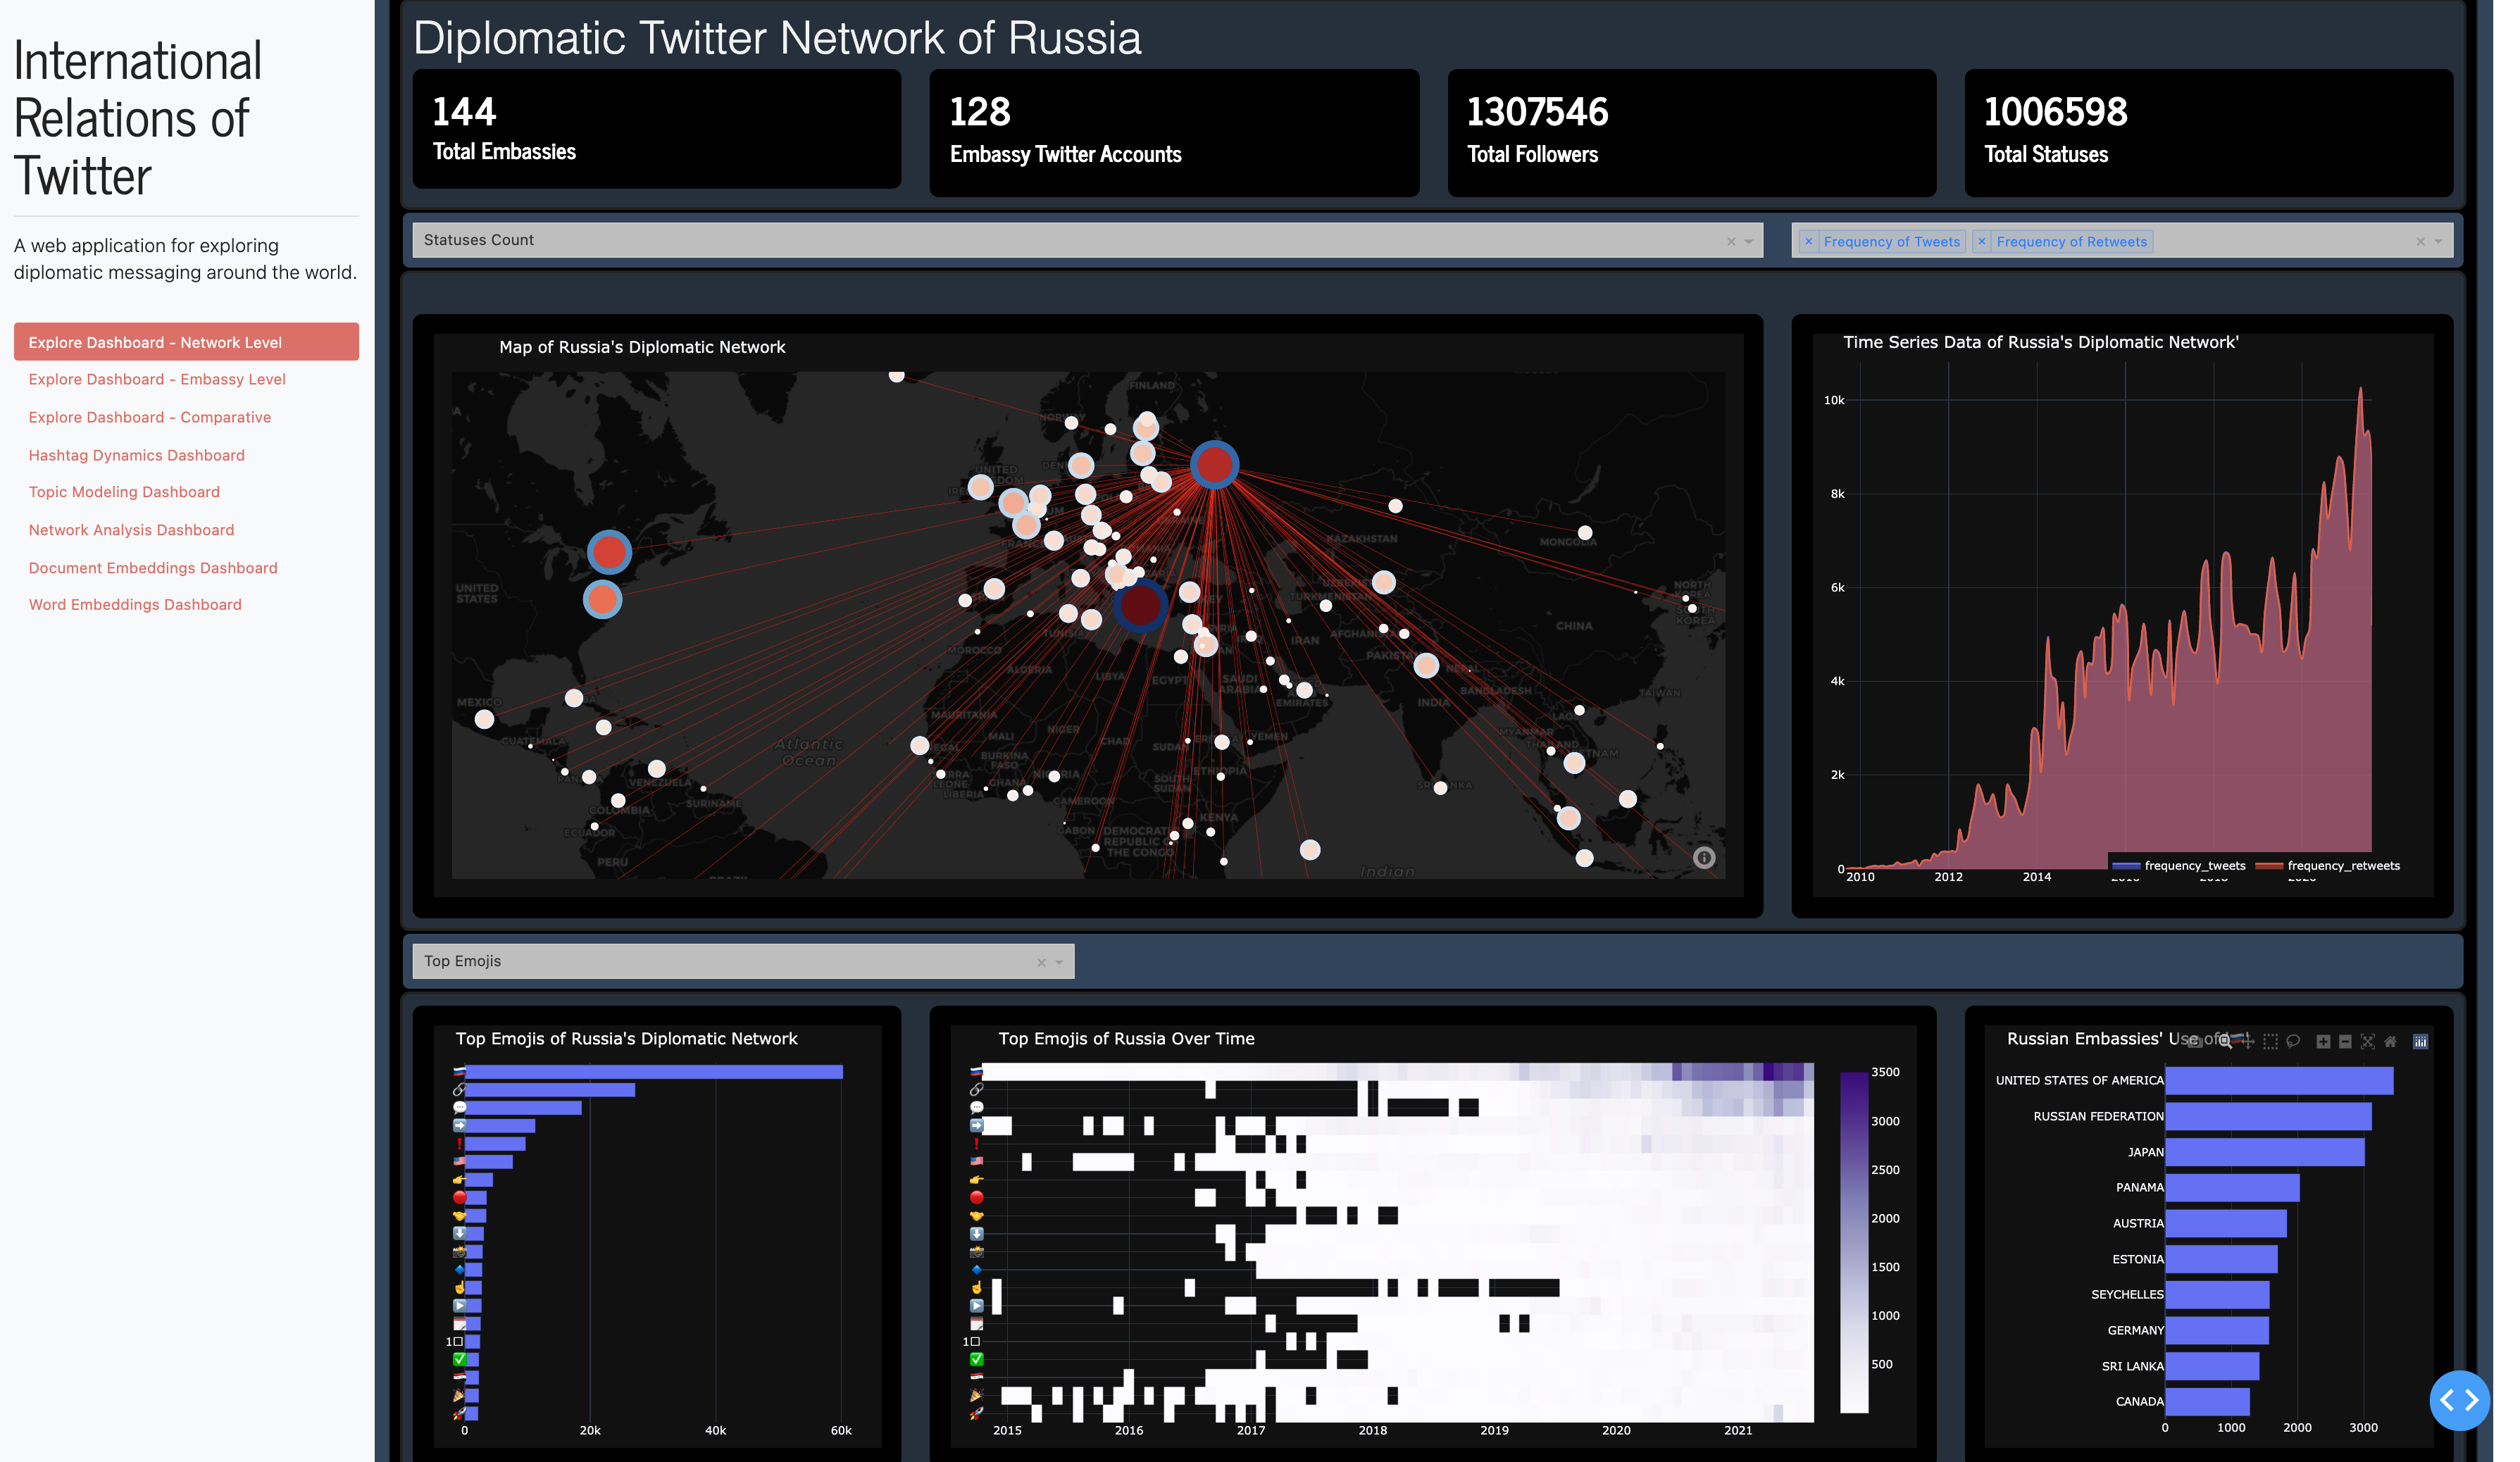 International
Relations of
Twitter
A web application for exploring
diplomatic messaging around the world.
Explore Dashboard - Network Level
Explore Dashboard - Embassy Level
Explore Dashboard - Comparative
Hashtag Dynamics Dashboard
Topic Modeling Dashboard
Network Analysis Dashboard
Document Embeddings Dashboard
Word Embeddings Dashboard
Diplomatic Twitter Network of Russia
144
Total Embassies
128
Embassy Twitter Accounts
1307546
Total Followers
1006598
Total Statuses
Statuses Count
× Frequency of Tweets × Frequency of Retweets
Map of Russia's Diplomatic Network
FINLAND
NORWAY
UNITED
KAZAKHSTAN
MONGOLIA
UNITED
STATES
NORTH
KOREA
SOUTH
KOREA
TURKMENISTAN
CHINA
IRAN
AFGHANISTAN
PAKISTAN
NEPAL
TUNISIA
MOROCCO
ALGERIA
LIBYA
EGYPT
SAUDI
ARABIA
EMIRATES
BANGLADESH
INDIA
TAIWAN
MEXICO
GUATEMALA
Atlantic
Ocean
MAURITANIA
MALI
NIGER
CHAD
SUDAN
YEMEN
MYANMAR
BURKINA
FASO
ETHIOPIA
SOUTH
SUDAN
LIBERIA
GHANA
CAMEROON
VENEZUELA
SURINAME
COLOMBIA
ECUADOR
PERU
GABON
DEMOCRATIC
REPUBLIC OF
THE CONGO
KENYA
Indian
Time Series Data of Russia's Diplomatic Network'
10k
8k
6k
4k
2k
0
2010
2012
2014
frequency_tweets
frequency_retweets
Top Emojis
Top Emojis of Russia's Diplomatic Network
1
0
20k
40k
60k
Top Emojis of Russia Over Time
1
2015
2016
2017
2018
2019
2020
2021
3500
3000
2500
2000
1500
1000
500
Russian Embassies' Use of
UNITED STATES OF AMERICA
RUSSIAN FEDERATION
JAPAN
PANAMA
AUSTRIA
ESTONIA
SEYCHELLES
GERMANY
SRI LANKA
CANADA
0
1000
2000
3000